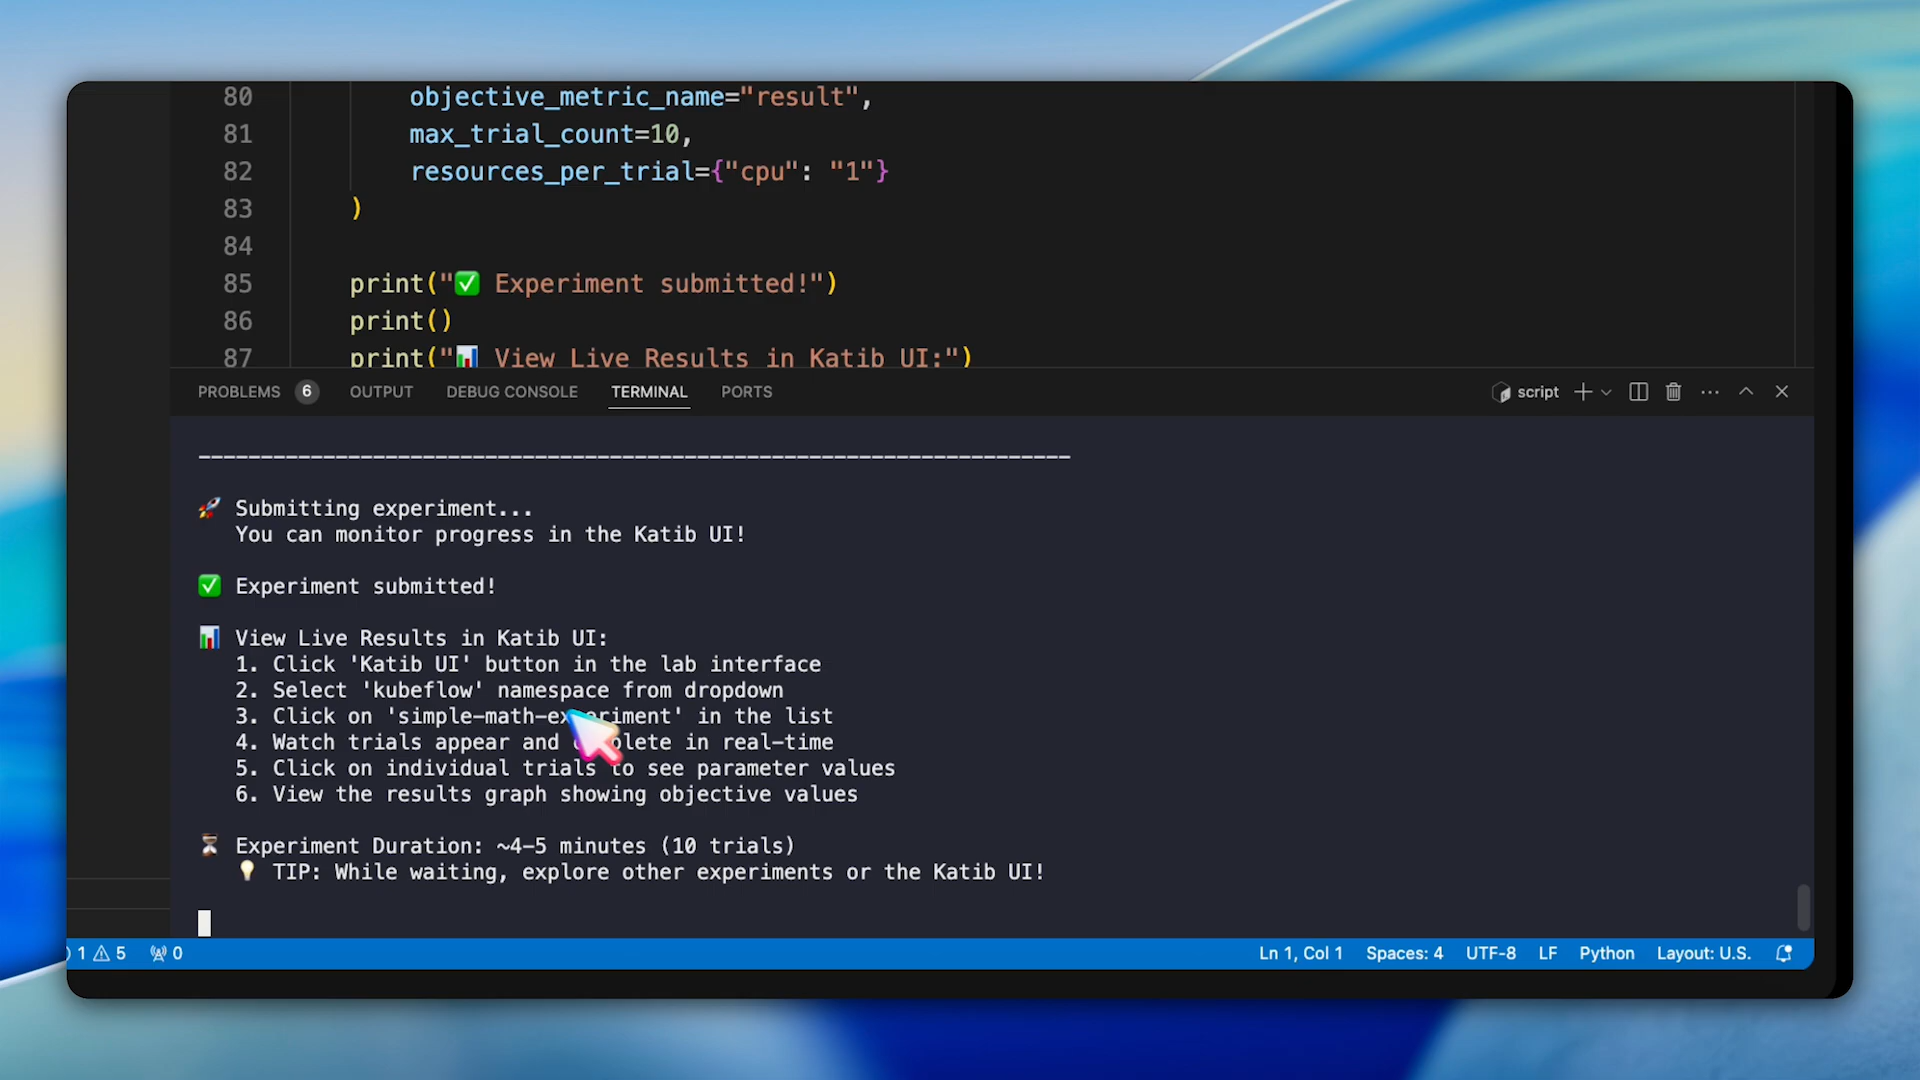 80 objective_metric_name="result",
81 max_trial_count=10,
82 resources_per_trial={"cpu": "1"}
83 )
84
85 print("✅ Experiment submitted!")
86 print()
87 print("📊 View Live Results in Katib UI:")
PROBLEMS 6 OUTPUT DEBUG CONSOLE TERMINAL PORTS script
----------------------------------------------------------------------
🚀 Submitting experiment...
You can monitor progress in the Katib UI!
✅ Experiment submitted!
📊 View Live Results in Katib UI:
1. Click 'Katib UI' button in the lab interface
2. Select 'kubeflow' namespace from dropdown
3. Click on 'simple-math-experiment' in the list
4. Watch trials appear and complete in real-time
5. Click on individual trials to see parameter values
6. View the results graph showing objective values
⏳ Experiment Duration: ~4-5 minutes (10 trials)
💡 TIP: While waiting, explore other experiments or the Katib UI!
1 5 0 Ln 1, Col 1 Spaces: 4 UTF-8 LF Python Layout: U.S.